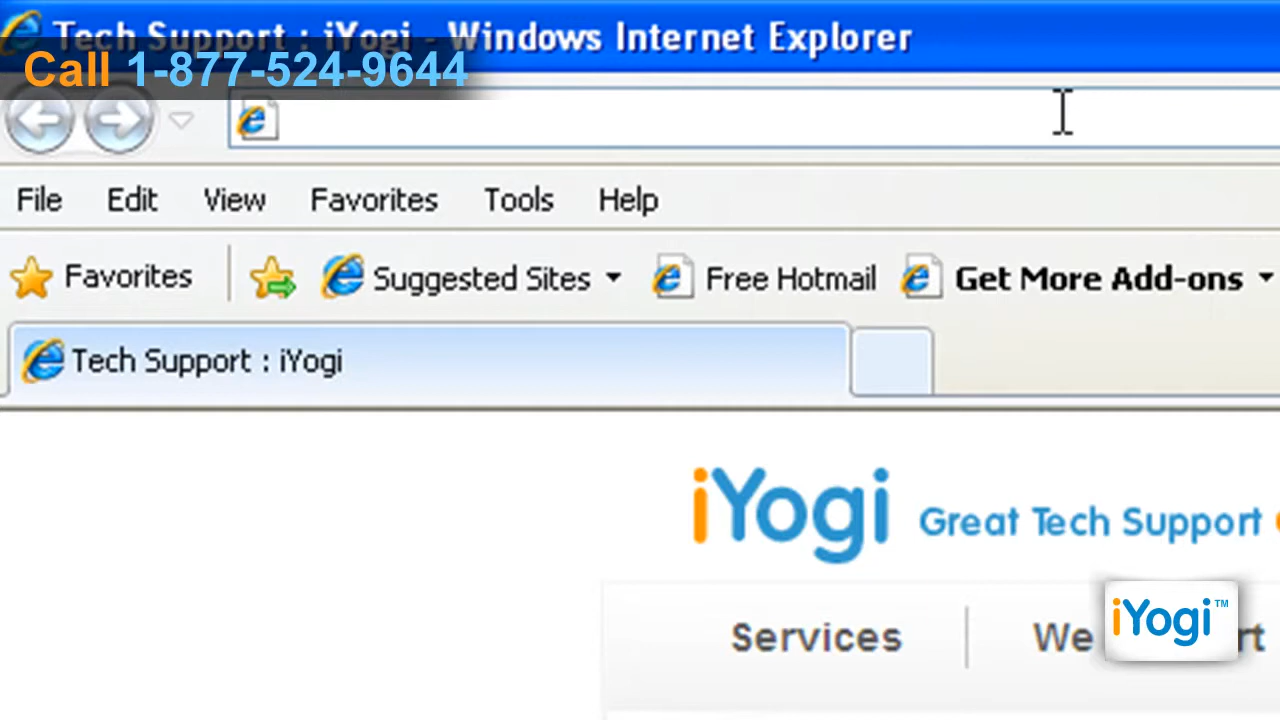 Tech Support : iYogi - Windows Internet Explorer
Call 1-877-524-9644
File Edit View Favorites Tools Help
Favorites Suggested Sites Free Hotmail Get More Add-ons
Tech Support : iYogi
iYogi Great Tech Support
Services We
iYogi™